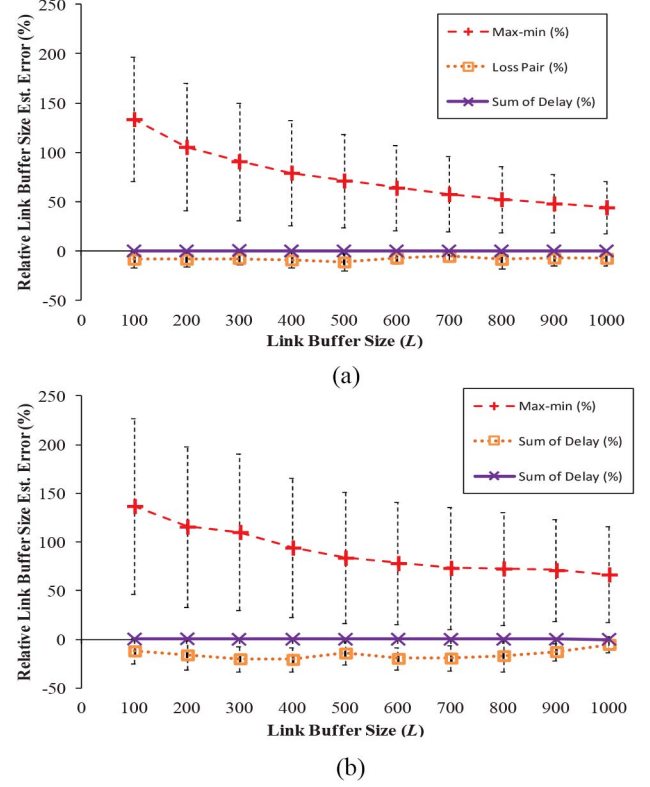 250
200
150
100
50
0
-50
Relative Link Buffer Size Est. Error (%)
Max-min (%)
Loss Pair (%)
Sum of Delay (%)
0 100 200 300 400 500 600 700 800 900 1000
Link Buffer Size (L)
(a)
250
200
150
100
50
0
-50
Relative Link Buffer Size Est. Error (%)
Max-min (%)
Sum of Delay (%)
Sum of Delay (%)
0 100 200 300 400 500 600 700 800 900 1000
Link Buffer Size (L)
(b)